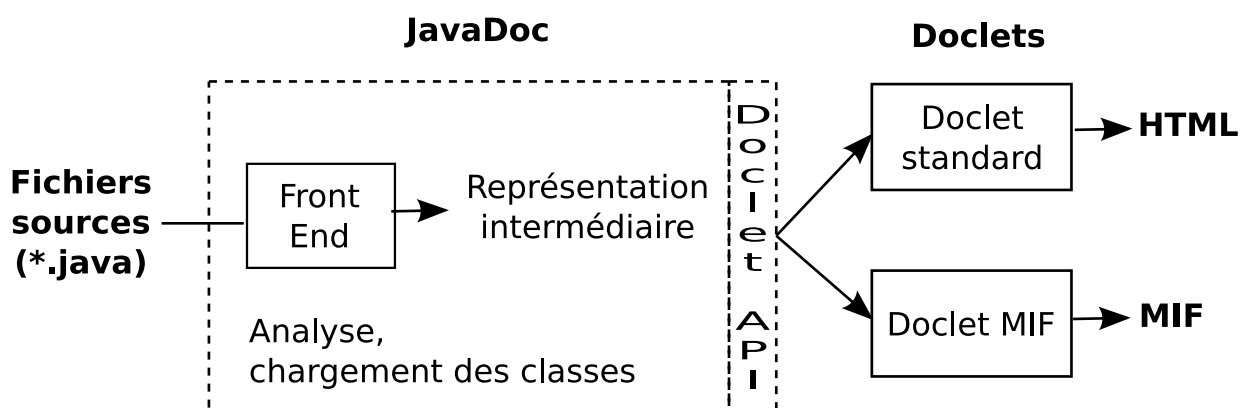 JavaDoc
Doclets
Fichiers
sources
(*.java)
Front
End
Représentation
intermédiaire
Analyse,
chargement des classes
Doclet API
Doclet
standard
HTML
Doclet MIF
MIF